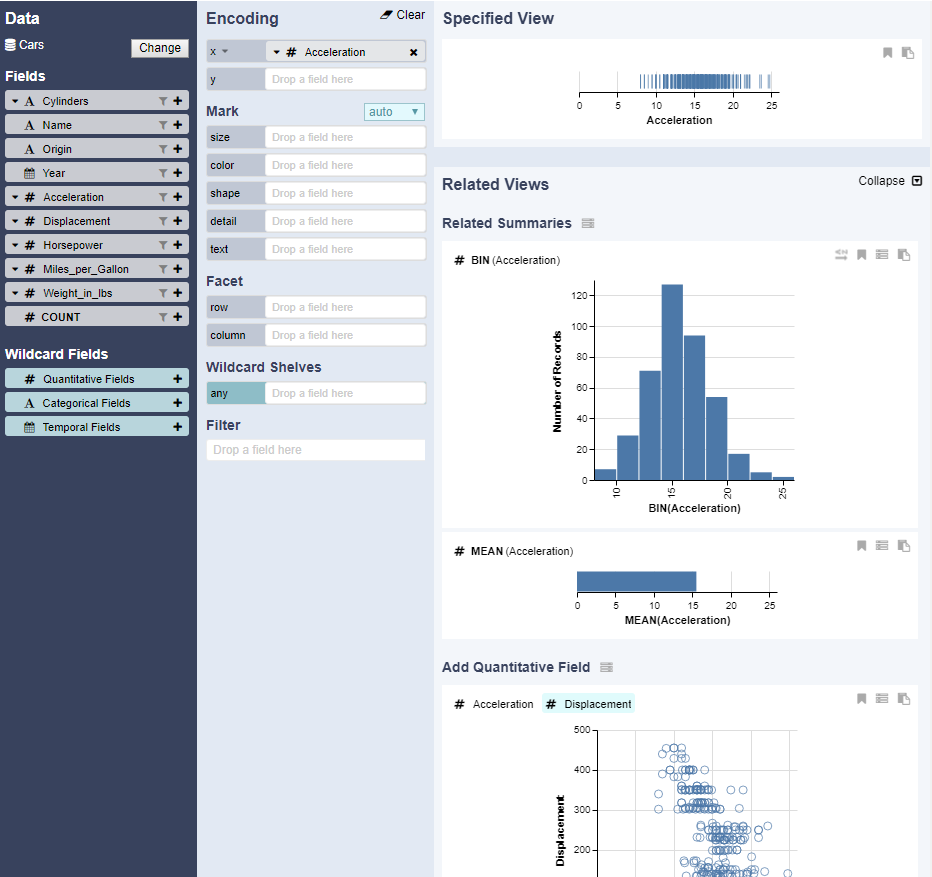 Data
Cars
Change
Fields
A Cylinders
A Name
A Origin
Year
# Acceleration
# Displacement
# Horsepower
# Miles_per_Gallon
# Weight_in_lbs
# COUNT
Wildcard Fields
# Quantitative Fields
A Categorical Fields
Temporal Fields
Encoding
Clear
x # Acceleration
y Drop a field here
Mark auto
size Drop a field here
color Drop a field here
shape Drop a field here
detail Drop a field here
text Drop a field here
Facet
row Drop a field here
column Drop a field here
Wildcard Shelves
any Drop a field here
Filter
Drop a field here
Specified View
0 5 10 15 20 25
Acceleration
Related Views
Collapse
Related Summaries
# BIN (Acceleration)
120
100
80
60
40
20
0
Number of Records
10 15 20 25
BIN(Acceleration)
# MEAN (Acceleration)
0 5 10 15 20 25
MEAN(Acceleration)
Add Quantitative Field
# Acceleration # Displacement
500
400
300
200
Displacement